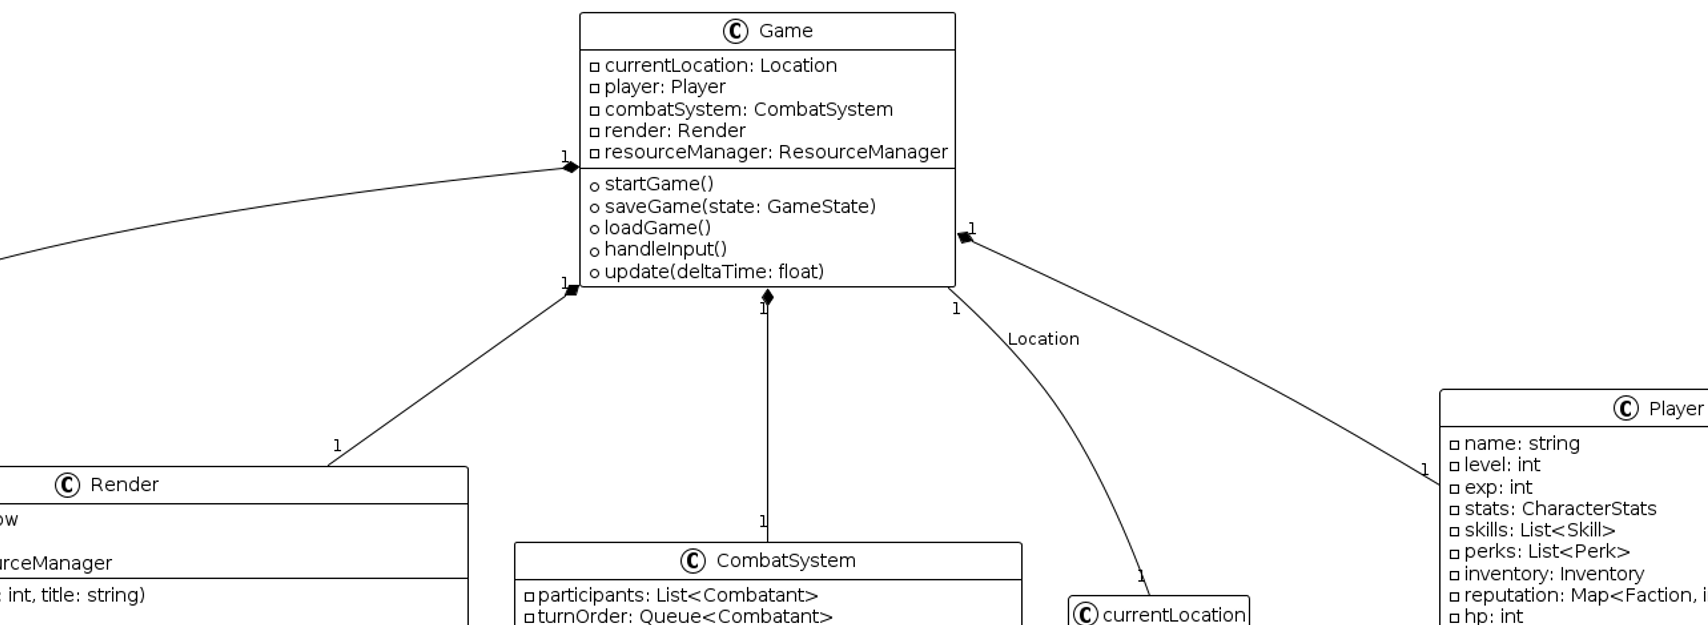 C Game
currentLocation: Location
player: Player
combatSystem: CombatSystem
render: Render
resourceManager: ResourceManager
startGame()
saveGame(state: GameState)
loadGame()
handleInput()
update(deltaTime: float)
1
1
1
1
1
Location
1
1
1
1
C Render
ow
urceManager
: int, title: string)
C CombatSystem
participants: List<Combatant>
turnOrder: Queue<Combatant>
C currentLocation
C Player
name: string
level: int
exp: int
stats: CharacterStats
skills: List<Skill>
perks: List<Perk>
inventory: Inventory
reputation: Map<Faction, i
hp: int